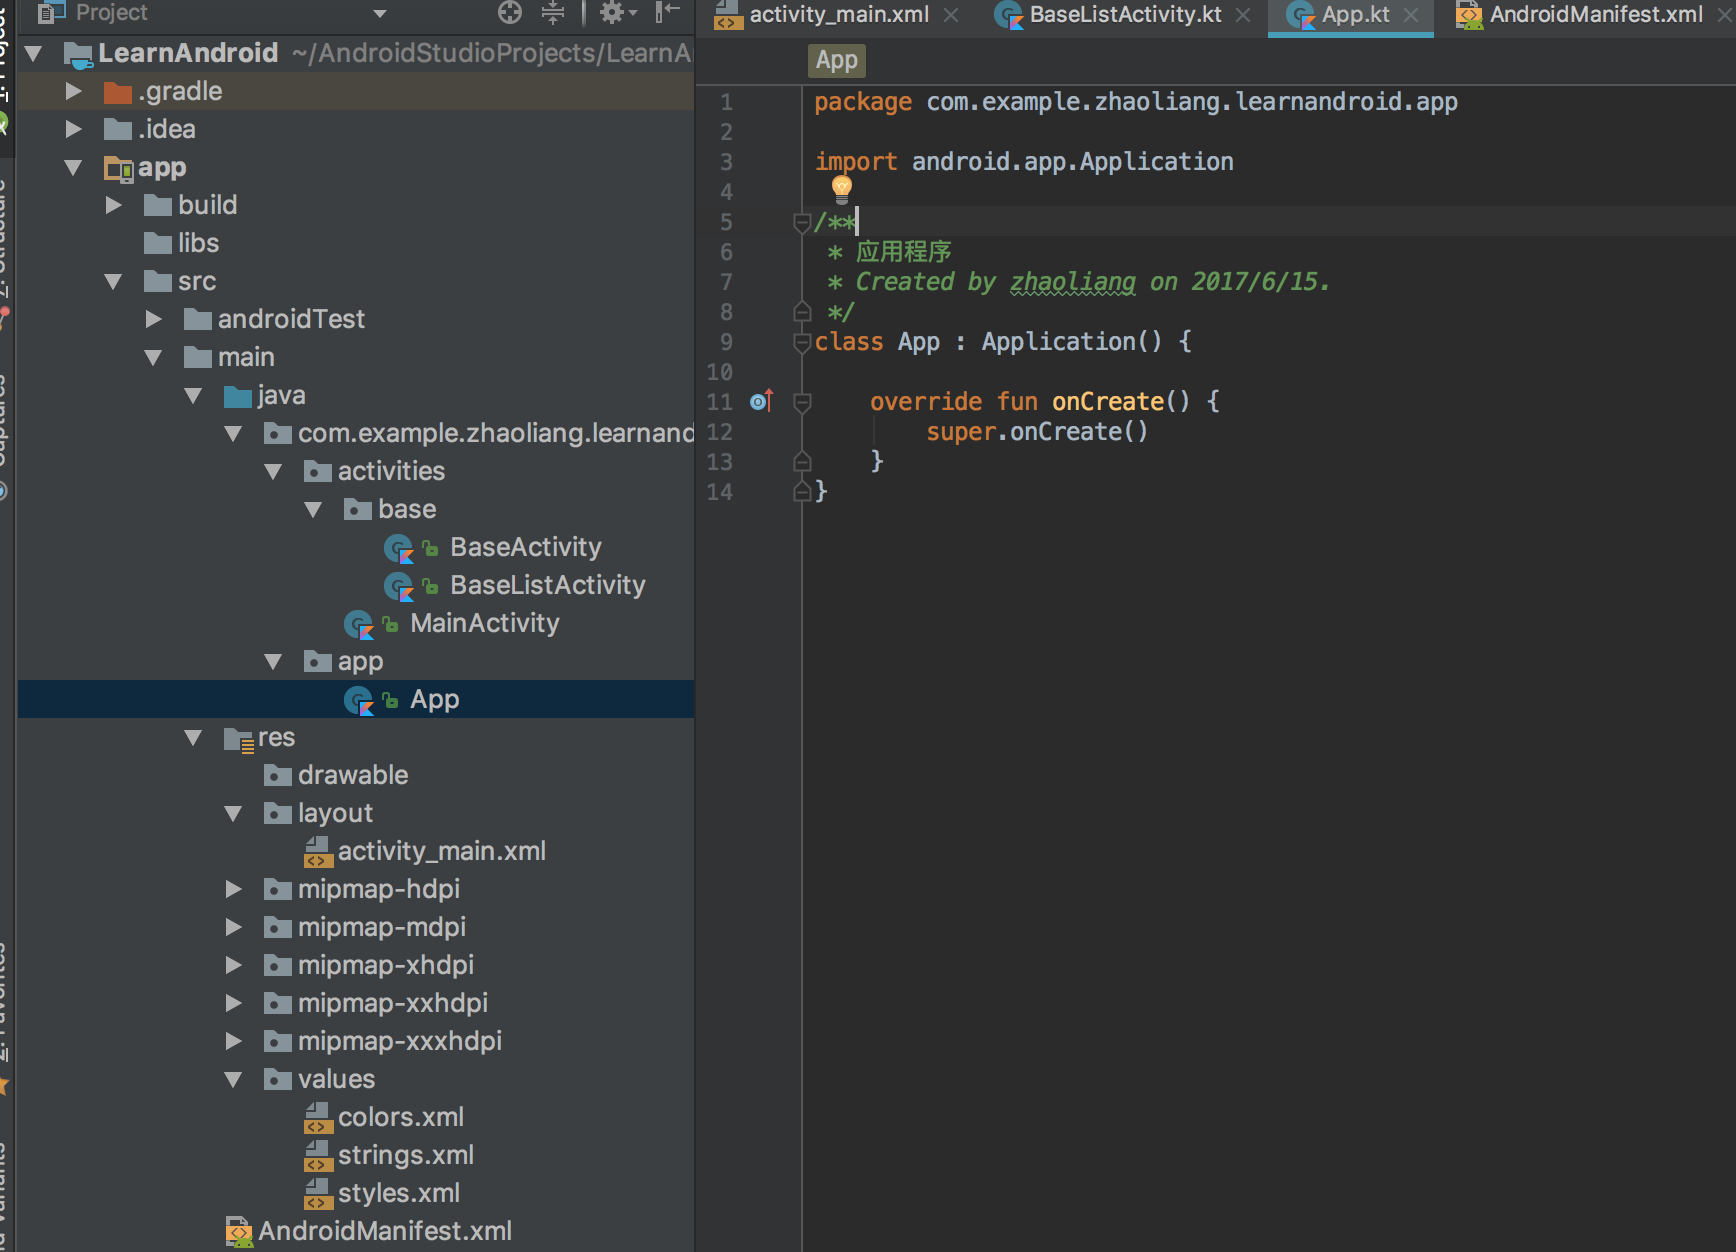 Project
LearnAndroid ~/AndroidStudioProjects/LearnA
.gradle
.idea
app
build
libs
src
androidTest
main
java
com.example.zhaoliang.learnand
activities
base
BaseActivity
BaseListActivity
MainActivity
app
App
res
drawable
layout
activity_main.xml
mipmap-hdpi
mipmap-mdpi
mipmap-xhdpi
mipmap-xxhdpi
mipmap-xxxhdpi
values
colors.xml
strings.xml
styles.xml
AndroidManifest.xml
activity_main.xml BaseListActivity.kt App.kt AndroidManifest.xml
App
1 package com.example.zhaoliang.learnandroid.app
2
3 import android.app.Application
4
5 /**
6 * 应用程序
7 * Created by zhaoliang on 2017/6/15.
8 */
9 class App : Application() {
10
11 override fun onCreate() {
12 super.onCreate()
13 }
14 }